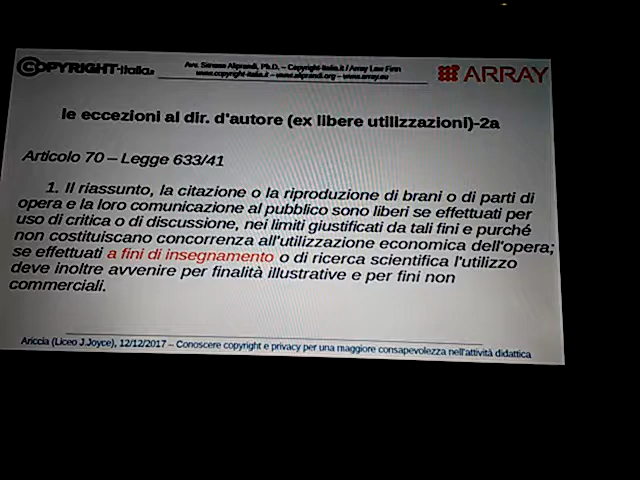 COPYRIGHT-Italia.it
Avv. Simone Aliprandi, Ph.D. – Copyright-Italia.it / Array Law Firm
www.copyright-italia.it – www.aliprandi.org – www.array.eu
ARRAY
le eccezioni al dir. d'autore (ex libere utilizzazioni)-2a
Articolo 70 – Legge 633/41
1. Il riassunto, la citazione o la riproduzione di brani o di parti di
opera e la loro comunicazione al pubblico sono liberi se effettuati per
uso di critica o di discussione, nei limiti giustificati da tali fini e purché
non costituiscano concorrenza all'utilizzazione economica dell'opera;
se effettuati a fini di insegnamento o di ricerca scientifica l'utilizzo
deve inoltre avvenire per finalità illustrative e per fini non
commerciali.
Ariccia (Liceo J.Joyce), 12/12/2017 – Conoscere copyright e privacy per una maggiore consapevolezza nell'attività didattica